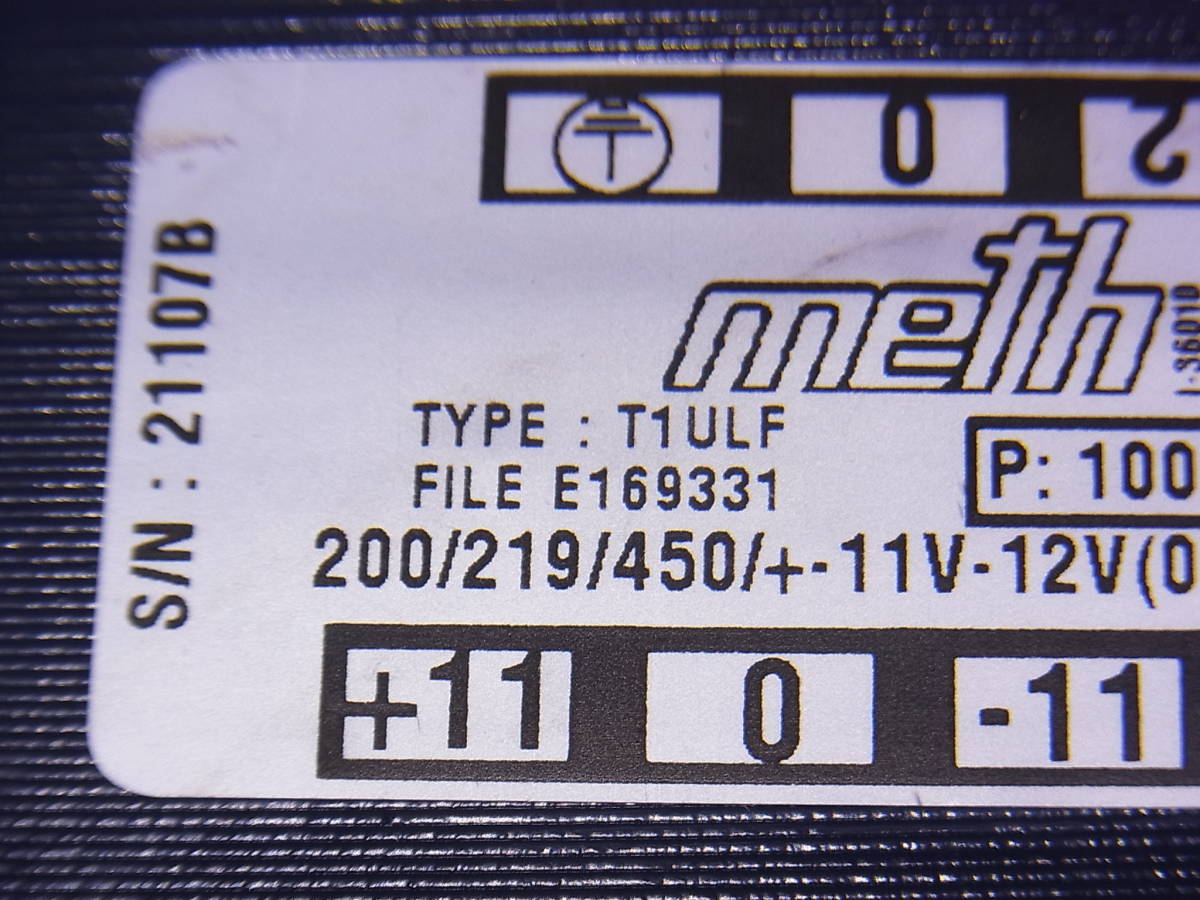 0 2
meth
S/N : 21107B
TYPE : T1ULF
FILE E169331
P: 100
200/219/450/+-11V-12V(0
+11 0 -11